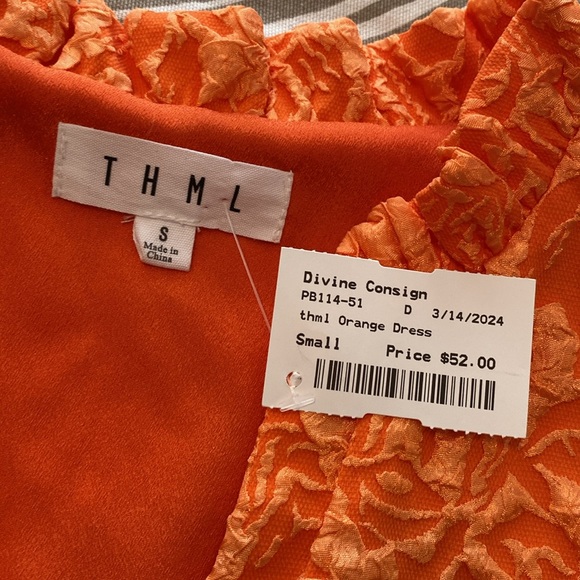 THML
S
Made in
China
Divine Consign
PB114-51 D 3/14/2024
thml Orange Dress
Small Price $52.00